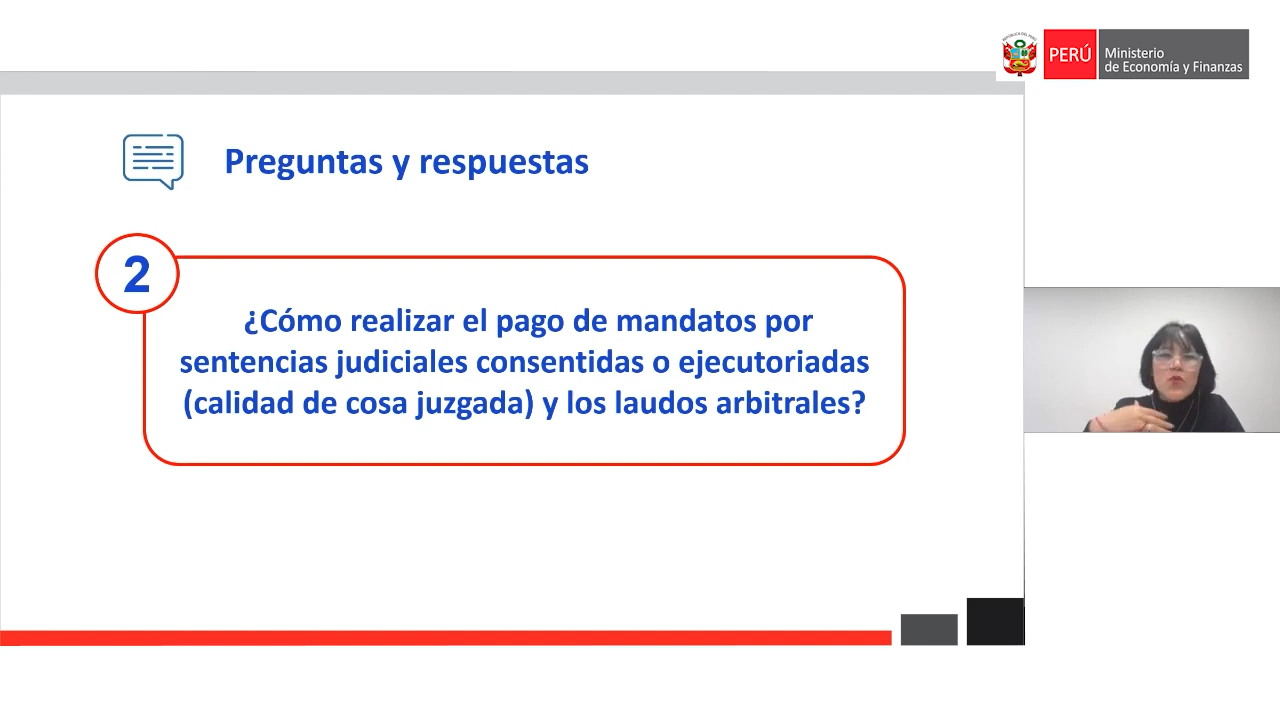 PERÚ
Ministerio
de Economía y Finanzas
Preguntas y respuestas
2
¿Cómo realizar el pago de mandatos por
sentencias judiciales consentidas o ejecutoriadas
(calidad de cosa juzgada) y los laudos arbitrales?